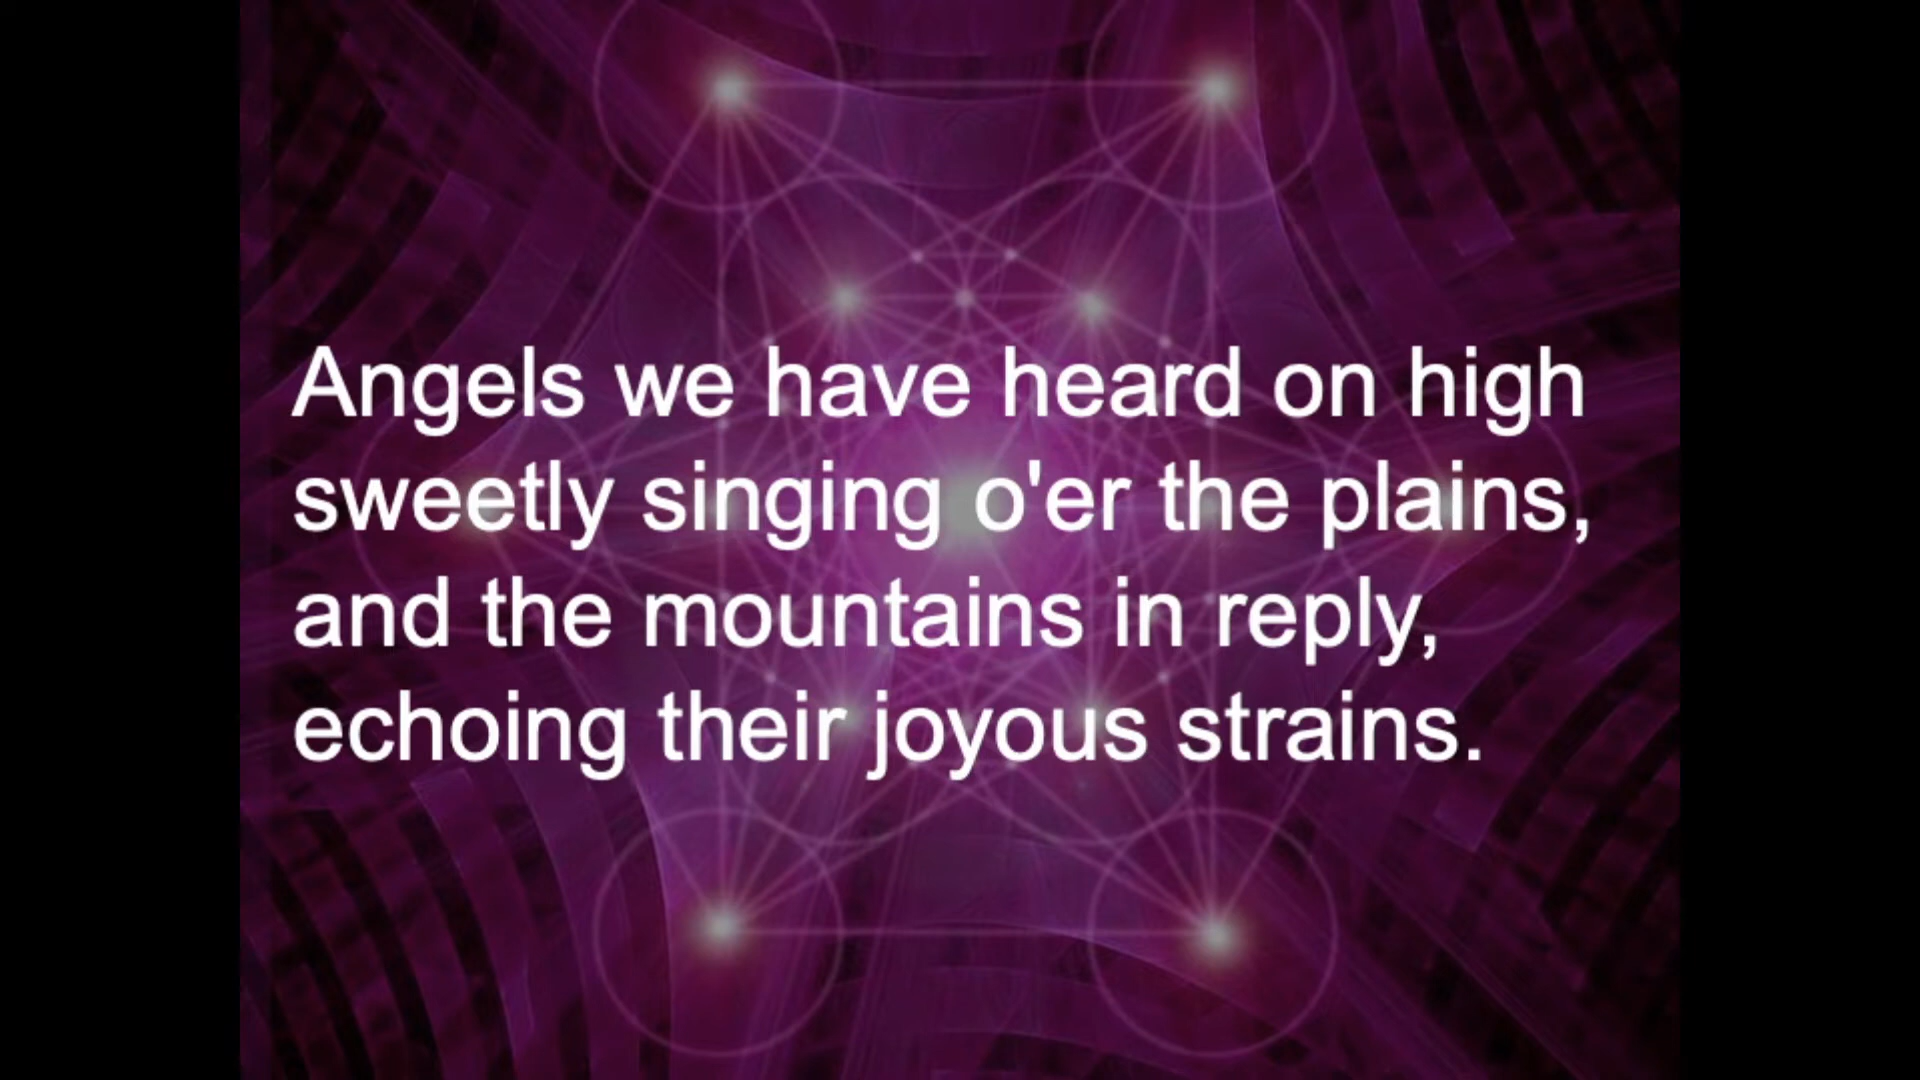 Angels we have heard on high
sweetly singing o'er the plains,
and the mountains in reply,
echoing their joyous strains.